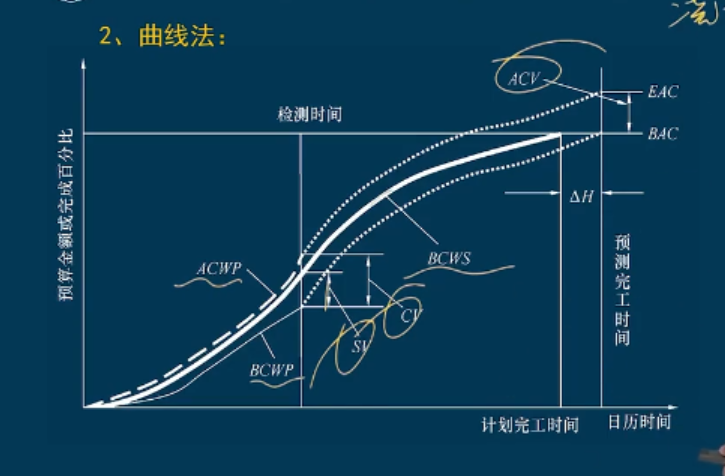 2、曲线法：
ACV
EAC
检测时间
BAC
预算金额或完成百分比
ΔH
ACWP
BCWS
预测完工时间
CV
SV
BCWP
计划完工时间
日历时间